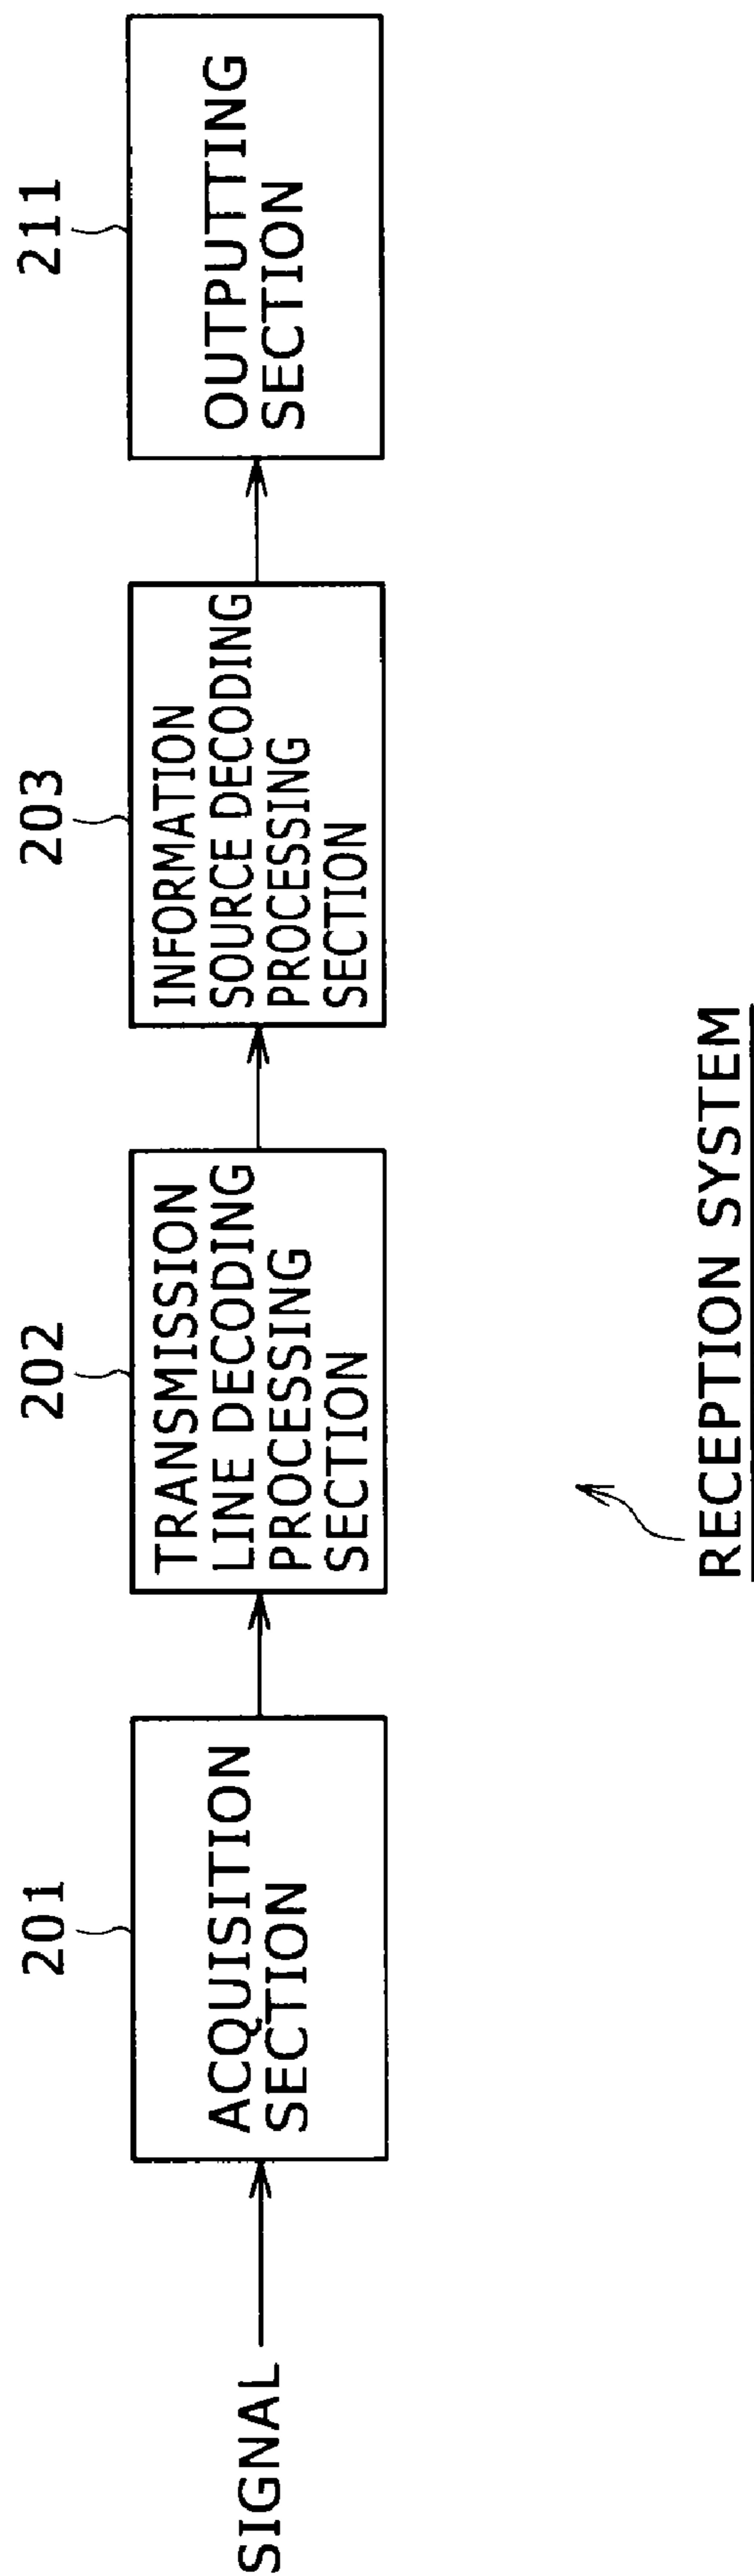 SIGNAL
201
ACQUISITION
SECTION
202
TRANSMISSION
LINE DECODING
PROCESSING
SECTION
203
INFORMATION
SOURCE DECODING
PROCESSING
SECTION
211
OUTPUTTING
SECTION
RECEPTION SYSTEM